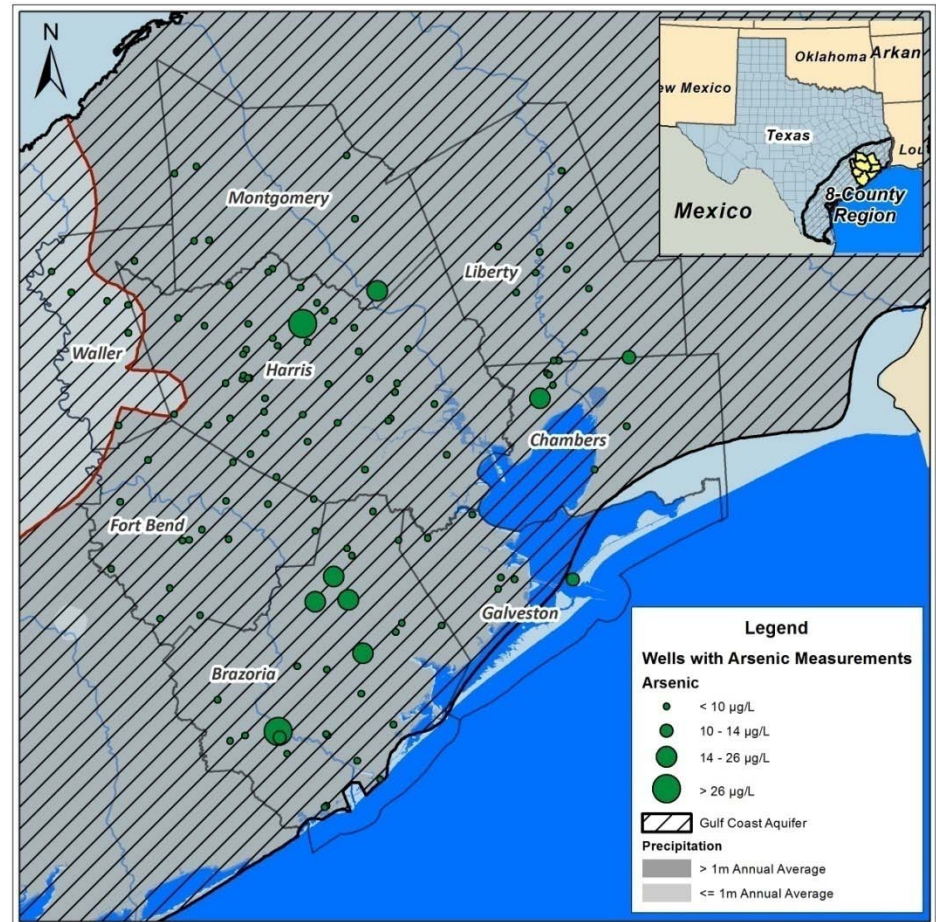 N
Oklahoma
Arkan
ew Mexico
Texas
Lou
8-County
Region
Mexico
Montgomery
Liberty
Waller
Harris
Chambers
Fort Bend
Galveston
Brazoria
Legend
Wells with Arsenic Measurements
Arsenic
< 10 µg/L
10 - 14 µg/L
14 - 26 µg/L
> 26 µg/L
Gulf Coast Aquifer
Precipitation
> 1m Annual Average
<= 1m Annual Average